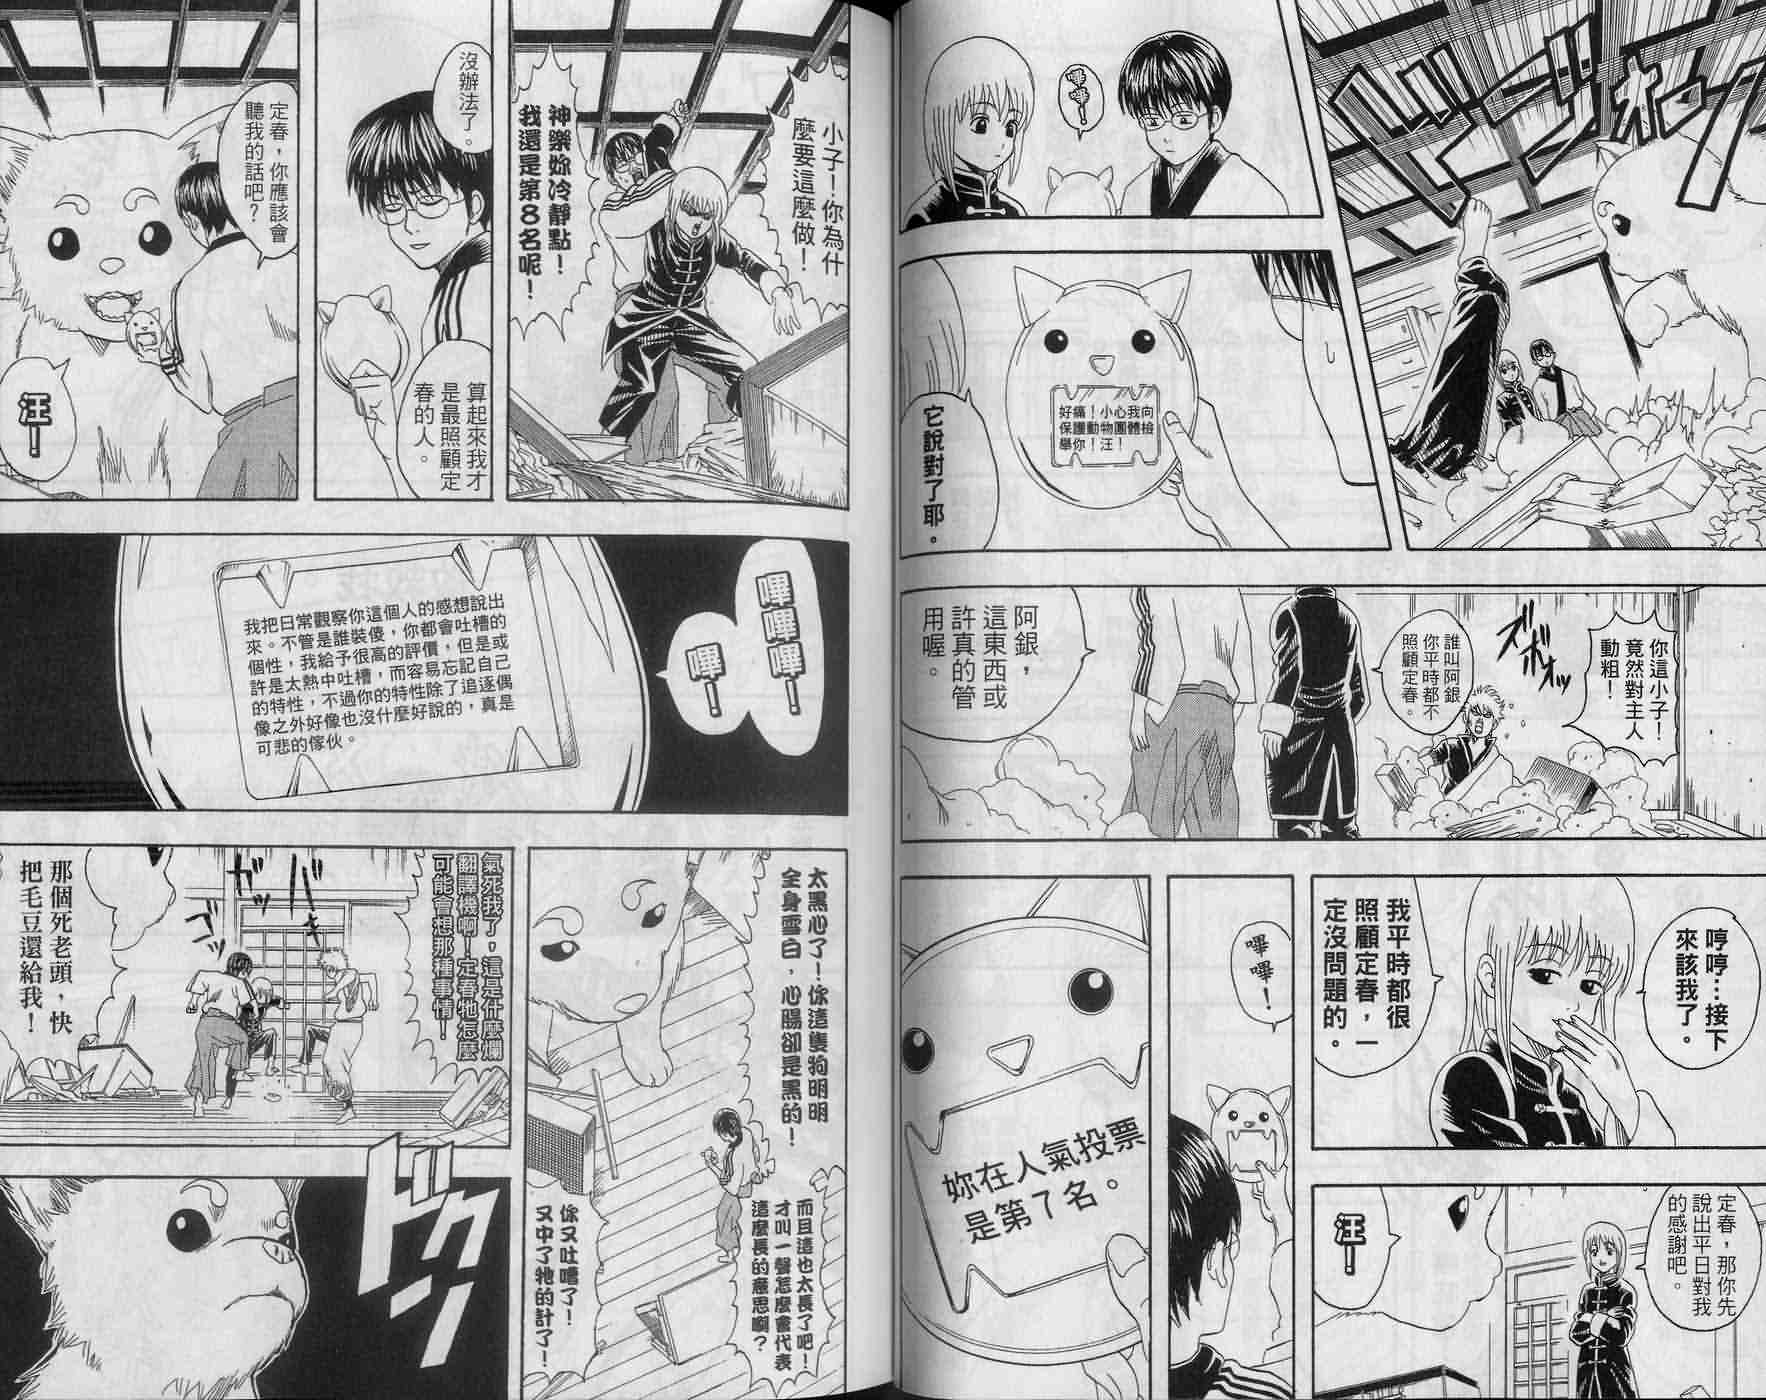 ドジォォ
嗶嗶！
好痛！小心我向
保護動物團體檢
舉你！汪！
它說對了耶。
你這小子！
竟然對主人
動粗！
ズズォォ
誰叫阿銀
你平時都不
照顧定春。
阿銀，
這東西或
許真的管
用喔。
哼哼…接下
來該我了。
我平時都很
照顧定春，一
定沒問題的。
定春，那你先
說出平日對我
的感謝吧。
汪！
嗶嗶！
妳在人氣投票
是第7名。
小子！你為什
麼要這麼做！
神樂妳冷靜點！
我還是第8名呢！
沒辦法了。
算起來我才
是最照顧定
春的人。
定春，你應該會
聽我的話吧？
汪！
嗶嗶嗶！
嗶！
我把日常觀察你這個人的感想說出
來。不管是誰裝傻，你都會吐槽的
個性，我給予很高的評價，但是或
許是太熱中吐槽，而容易忘記自己
的特性，不過你的特性除了追逐偶
像之外好像也沒什麼好說的，真是
可悲的傢伙。
太黑心了！你這隻狗明明
全身雪白，心腸卻是黑的！
而且這也太長了吧！
才叫一聲怎麼會代表
這麼長的意思啊？
你又吐嘈了！
又中了牠的計了！
氣死我了，這是什麼爛
翻譯機啊！定春牠怎麼
可能會想那種事情！
ガッ
ゴッ
ゲシ
那個死老頭，快
把毛豆還給我！
ドクン